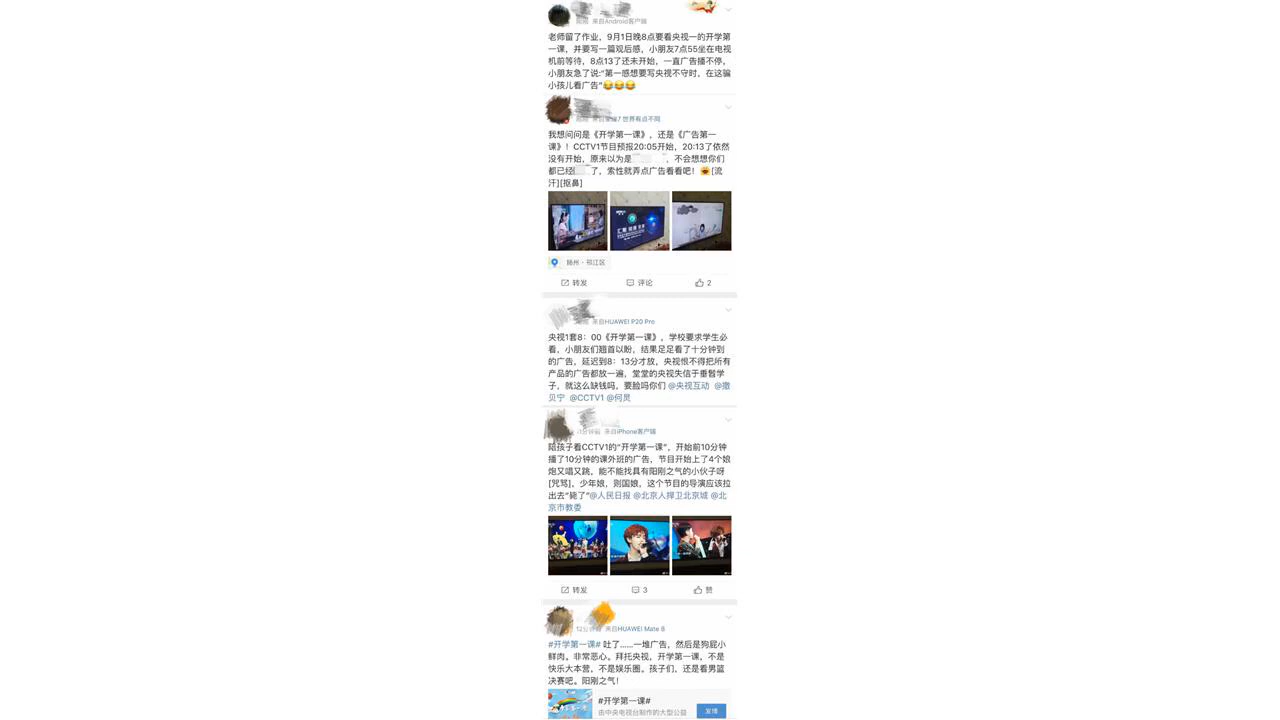 来自Android客户端
老师留了作业，9月1日晚8点要看央视一的开学第
一课，并要写一篇观后感，小朋友7点55坐在电视
机前等待，8点13了还未开始，一直广告播不停，
小朋友急了说:“第一感想要写央视不守时，在这骗
小孩儿看广告”
7 世界有点不同
我想问问是《开学第一课》，还是《广告第一
课》！CCTV1节目预报20:05开始，20:13了依然
没有开始，原来以为是，不会想想你们
都已经了，索性就弄点广告看看吧！[流
汗][抠鼻]
扬州·邗江区
转发
评论
2
来自HUAWEI P20 Pro
央视1套8：00《开学第一课》，学校要求学生必
看，小朋友们翘首以盼，结果足足看了十分钟到
的广告，延迟到8：13分才放，央视恨不得把所有
产品的广告都放一遍，堂堂的央视失信于垂髫学
子，就这么缺钱吗，要脸吗你们 @央视互动 @撒
贝宁 @CCTV1 @何炅
1分钟前 来自iPhone客户端
陪孩子看CCTV1的“开学第一课”，开始前10分钟
播了10分钟的课外班的广告，节目开始上了4个娘
炮又唱又跳，能不能找具有阳刚之气的小伙子呀
[咒骂]，少年娘，则国娘，这个节目的导演应该拉
出去“毙了”@人民日报 @北京人捍卫北京城 @北
京市教委
转发
3
赞
12分钟前 来自HUAWEI Mate 8
#开学第一课# 吐了……一堆广告，然后是狗屁小
鲜肉。非常恶心。拜托央视，开学第一课，不是
快乐大本营，不是娱乐圈。孩子们，还是看男篮
决赛吧。阳刚之气！
#开学第一课#
由中央电视台制作的大型公益
发博